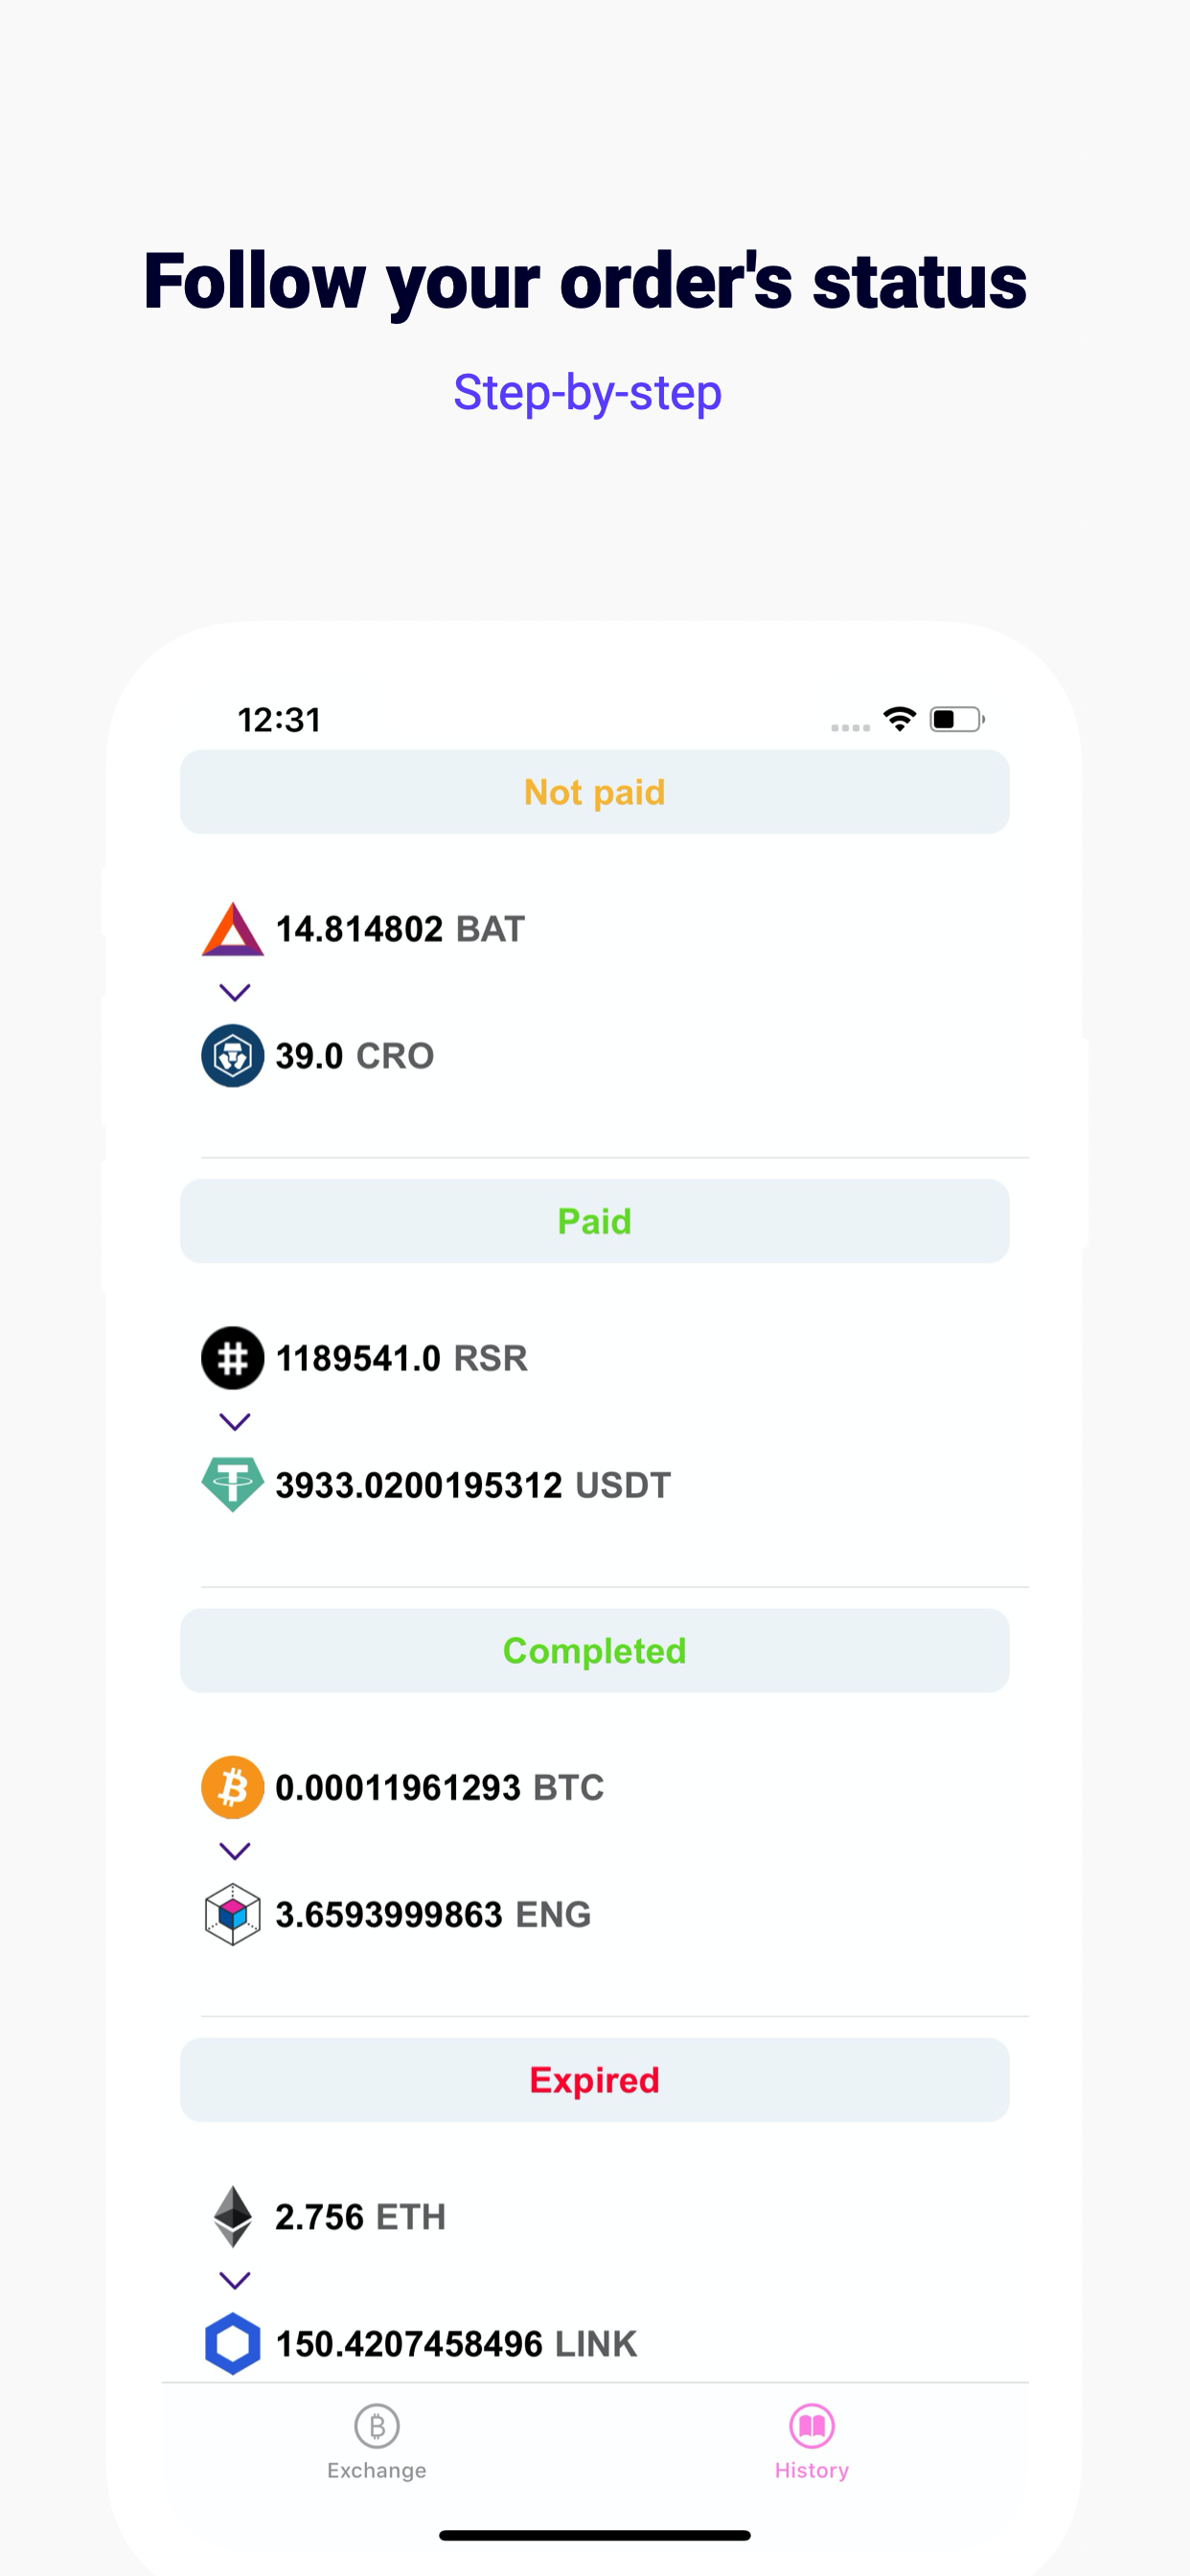 Follow your order's status
Step-by-step
12:31
Not paid
14.814802 BAT
39.0 CRO
Paid
1189541.0 RSR
3933.0200195312 USDT
Completed
0.00011961293 BTC
3.6593999863 ENG
Expired
2.756 ETH
150.4207458496 LINK
Exchange
History